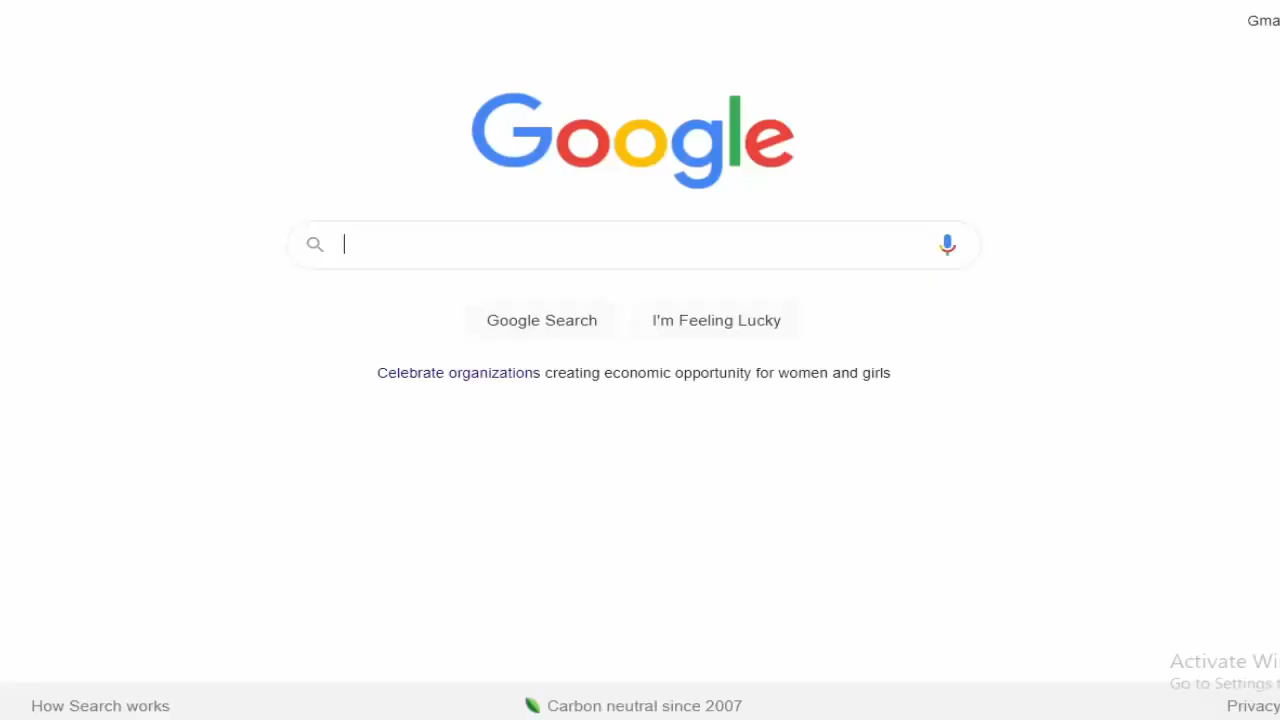 Gma
Google
Google Search
I'm Feeling Lucky
Celebrate organizations creating economic opportunity for women and girls
Activate Wi
Go to Settings t
How Search works
Carbon neutral since 2007
Privacy